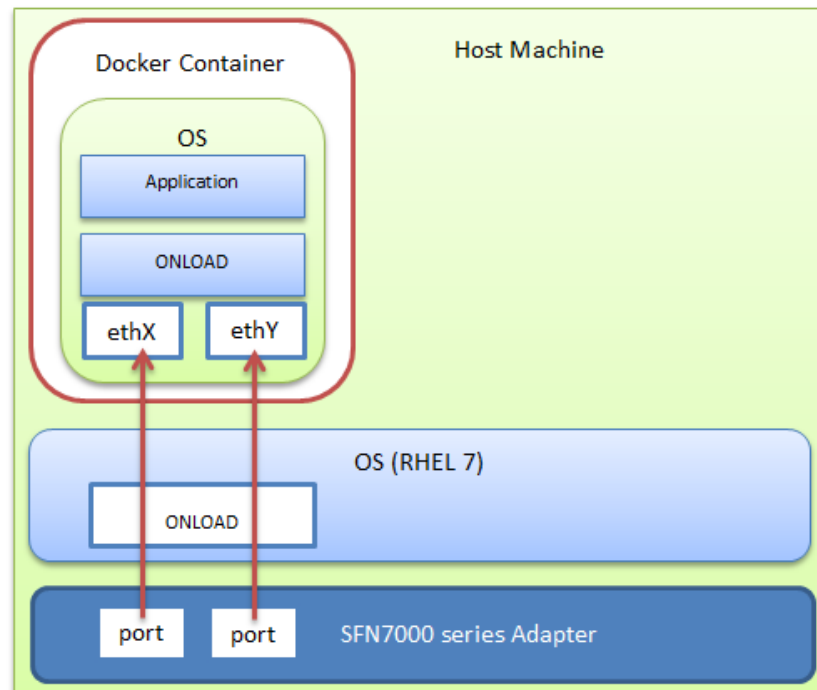 Host Machine
Docker Container
OS
Application
ONLOAD
ethX
ethY
OS (RHEL 7)
ONLOAD
port
port
SFN7000 series Adapter